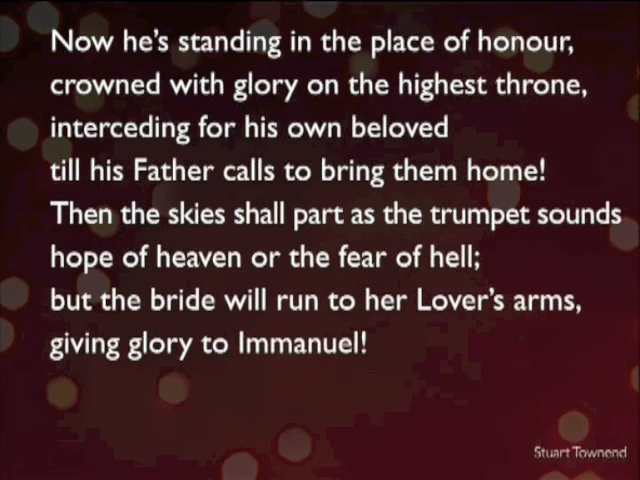 Now he's standing in the place of honour,
crowned with glory on the highest throne,
interceding for his own beloved
till his Father calls to bring them home!
Then the skies shall part as the trumpet sounds
hope of heaven or the fear of hell;
but the bride will run to her Lover's arms,
giving glory to Immanuel!
Stuart Townend